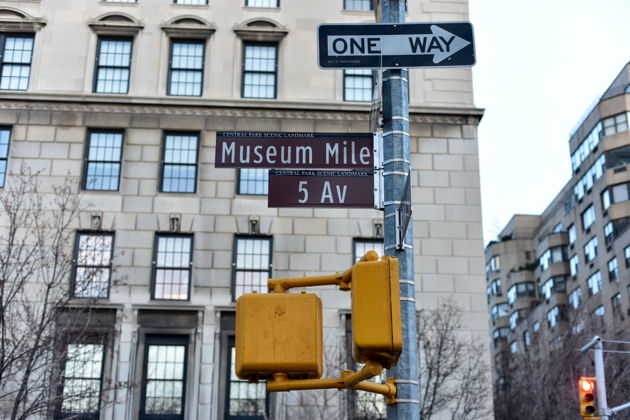 ONE WAY
CENTRAL PARK SCENIC LANDMARK
Museum Mile
CENTRAL PARK SCENIC LANDMARK
5 Av